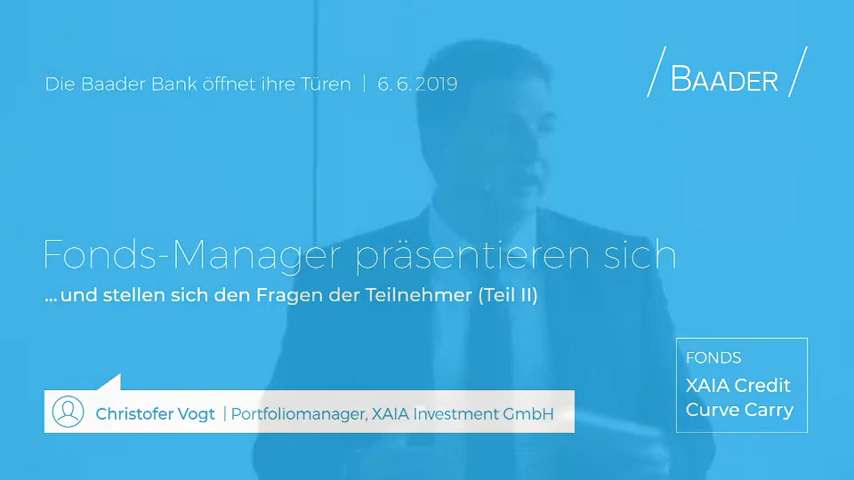 Die Baader Bank öffnet ihre Türen | 6. 6. 2019
/BAADER/
Fonds-Manager präsentieren sich
... und stellen sich den Fragen der Teilnehmer (Teil II)
FONDS
XAIA Credit
Curve Carry
Christofer Vogt | Portfoliomanager, XAIA Investment GmbH